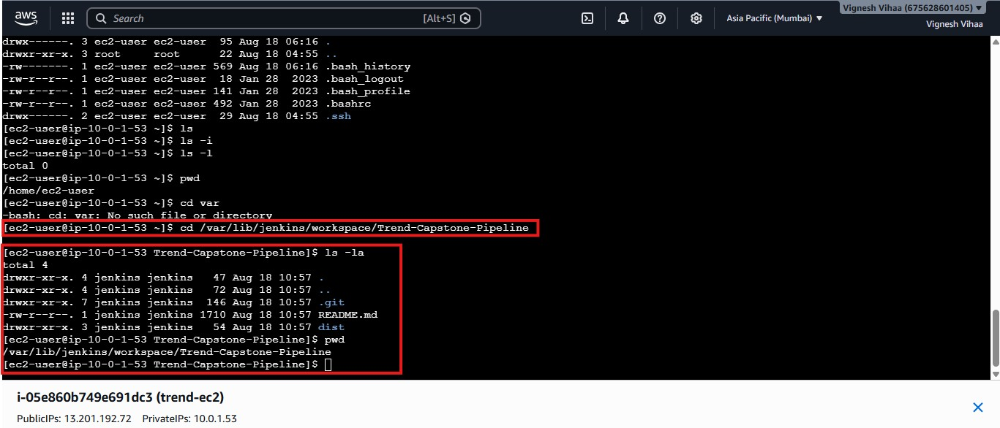 aws
Search
[Alt+S]
Asia Pacific (Mumbai) ▼
Vignesh Vihaa (675628601405) ▼
Vignesh Vihaa
drwx------. 3 ec2-user ec2-user  95 Aug 18 06:16 .
drwxr-xr-x. 3 root     root      22 Aug 18 04:55 ..
-rw-------. 1 ec2-user ec2-user 569 Aug 18 06:16 .bash_history
-rw-r--r--. 1 ec2-user ec2-user  18 Jan 28  2023 .bash_logout
-rw-r--r--. 1 ec2-user ec2-user 141 Jan 28  2023 .bash_profile
-rw-r--r--. 1 ec2-user ec2-user 492 Jan 28  2023 .bashrc
drwx------. 2 ec2-user ec2-user  29 Aug 18 04:55 .ssh
[ec2-user@ip-10-0-1-53 ~]$ ls
[ec2-user@ip-10-0-1-53 ~]$ ls -i
[ec2-user@ip-10-0-1-53 ~]$ ls -l
total 0
[ec2-user@ip-10-0-1-53 ~]$ pwd
/home/ec2-user
[ec2-user@ip-10-0-1-53 ~]$ cd var
-bash: cd: var: No such file or directory
[ec2-user@ip-10-0-1-53 ~]$ cd /var/lib/jenkins/workspace/Trend-Capstone-Pipeline
[ec2-user@ip-10-0-1-53 Trend-Capstone-Pipeline]$ ls -la
total 4
drwxr-xr-x. 4 jenkins jenkins   47 Aug 18 10:57 .
drwxr-xr-x. 4 jenkins jenkins   72 Aug 18 10:57 ..
drwxr-xr-x. 7 jenkins jenkins  146 Aug 18 10:57 .git
-rw-r--r--. 1 jenkins jenkins 1710 Aug 18 10:57 README.md
drwxr-xr-x. 3 jenkins jenkins   54 Aug 18 10:57 dist
[ec2-user@ip-10-0-1-53 Trend-Capstone-Pipeline]$ pwd
/var/lib/jenkins/workspace/Trend-Capstone-Pipeline
[ec2-user@ip-10-0-1-53 Trend-Capstone-Pipeline]$
i-05e860b749e691dc3 (trend-ec2)
PublicIPs: 13.201.192.72 PrivateIPs: 10.0.1.53